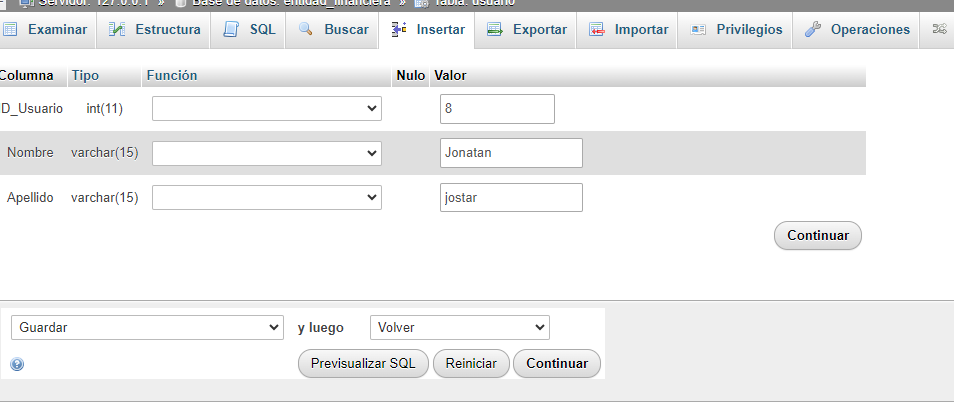 Servidor: 127.0.0.1 » Base de datos: entidad_financiera » Tabla: usuario
Examinar Estructura SQL Buscar Insertar Exportar Importar Privilegios Operaciones
Columna Tipo Función Nulo Valor
ID_Usuario int(11) 8
Nombre varchar(15) Jonatan
Apellido varchar(15) jostar
Continuar
Guardar y luego Volver
Previsualizar SQL Reiniciar Continuar